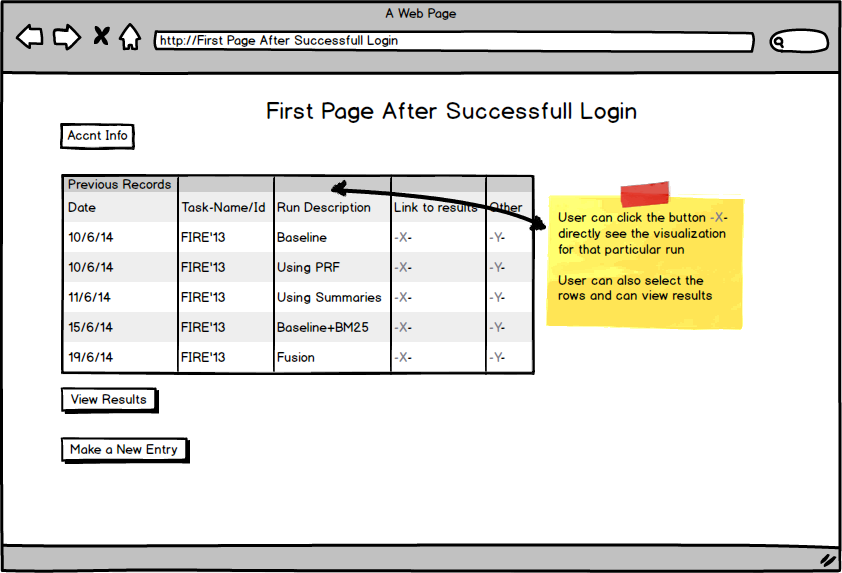 A Web Page
http://First Page After Successfull Login
First Page After Successfull Login
Accnt Info
Previous Records
Date Task-Name/Id Run Description Link to results Other
10/6/14 FIRE'13 Baseline -X- -Y-
10/6/14 FIRE'13 Using PRF -X- -Y-
11/6/14 FIRE'13 Using Summaries -X- -Y-
15/6/14 FIRE'13 Baseline+BM25 -X- -Y-
19/6/14 FIRE'13 Fusion -X- -Y-
User can click the button -X-
directly see the visualization
for that particular run
User can also select the
rows and can view results
View Results
Make a New Entry